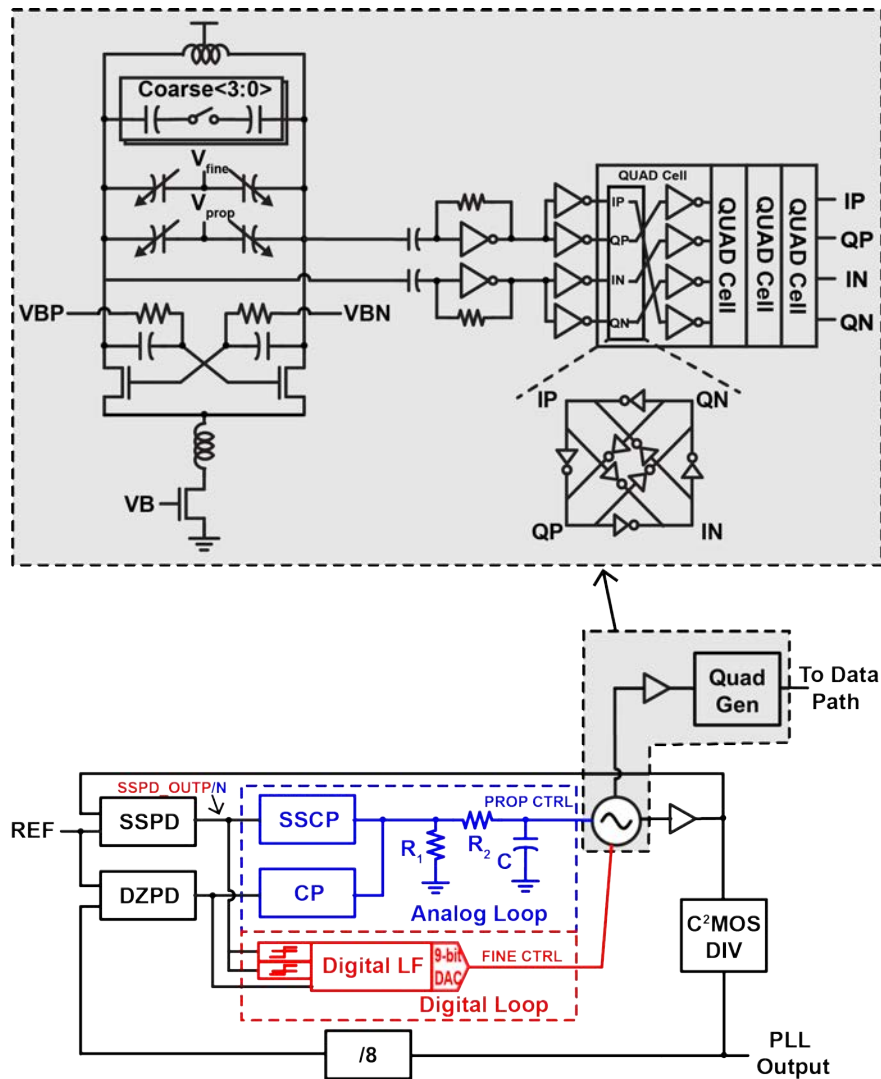 Coarse<3:0>
Vfine
Vprop
VBP
VBN
VB
QUAD Cell
IP
QP
IN
QN
QUAD Cell
QUAD Cell
QUAD Cell
IP
QP
IN
QN
IP
QN
QP
IN
Quad
Gen
To Data
Path
SSPD_OUTP/N
REF
SSPD
SSCP
PROP CTRL
R1
R2
C
DZPD
CP
Analog Loop
C²MOS
DIV
Digital LF
9-bit
DAC
FINE CTRL
Digital Loop
/8
PLL
Output